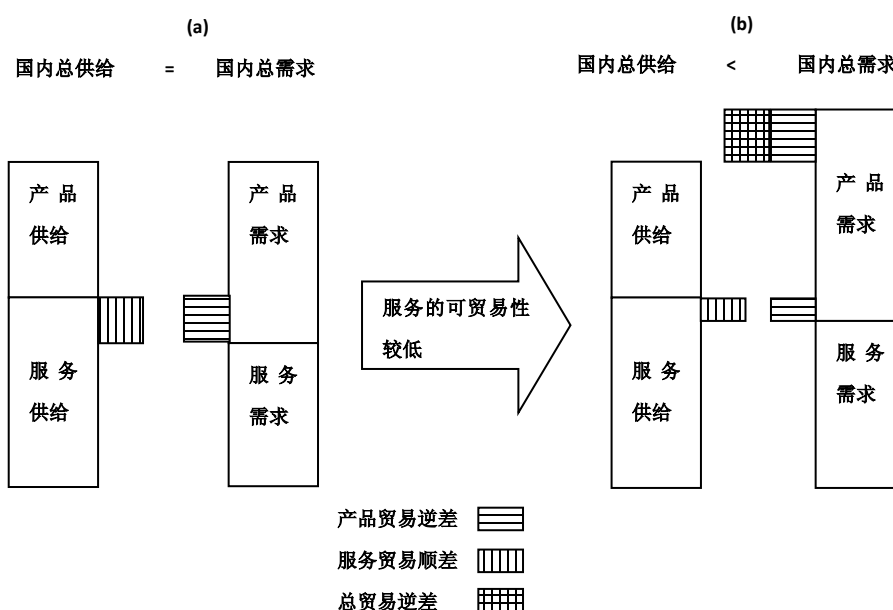 (a)
国内总供给 = 国内总需求
产 品
供给
服 务
供给
产 品
需求
服 务
需求
服务的可贸易性
较低
(b)
国内总供给 < 国内总需求
产 品
供给
服 务
供给
产 品
需求
服 务
需求
产品贸易逆差
服务贸易顺差
总贸易逆差